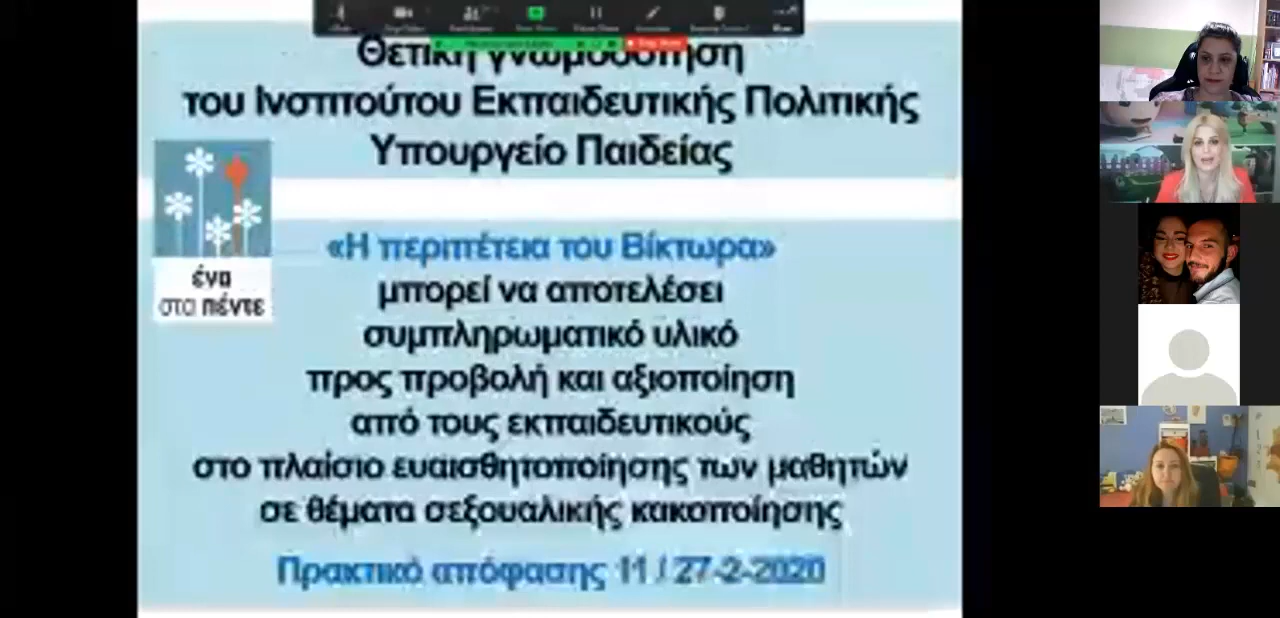 Θετική γνωμοδότηση
του Ινστιτούτου Εκπαιδευτικής Πολιτικής
Υπουργείο Παιδείας
ένα
στα πέντε
«Η περιπέτεια του Βίκτωρα»
μπορεί να αποτελέσει
συμπληρωματικό υλικό
προς προβολή και αξιοποίηση
από τους εκπαιδευτικούς
στο πλαίσιο ευαισθητοποίησης των μαθητών
σε θέματα σεξουαλικής κακοποίησης
Πρακτικό απόφασης 11 / 27-2-2020